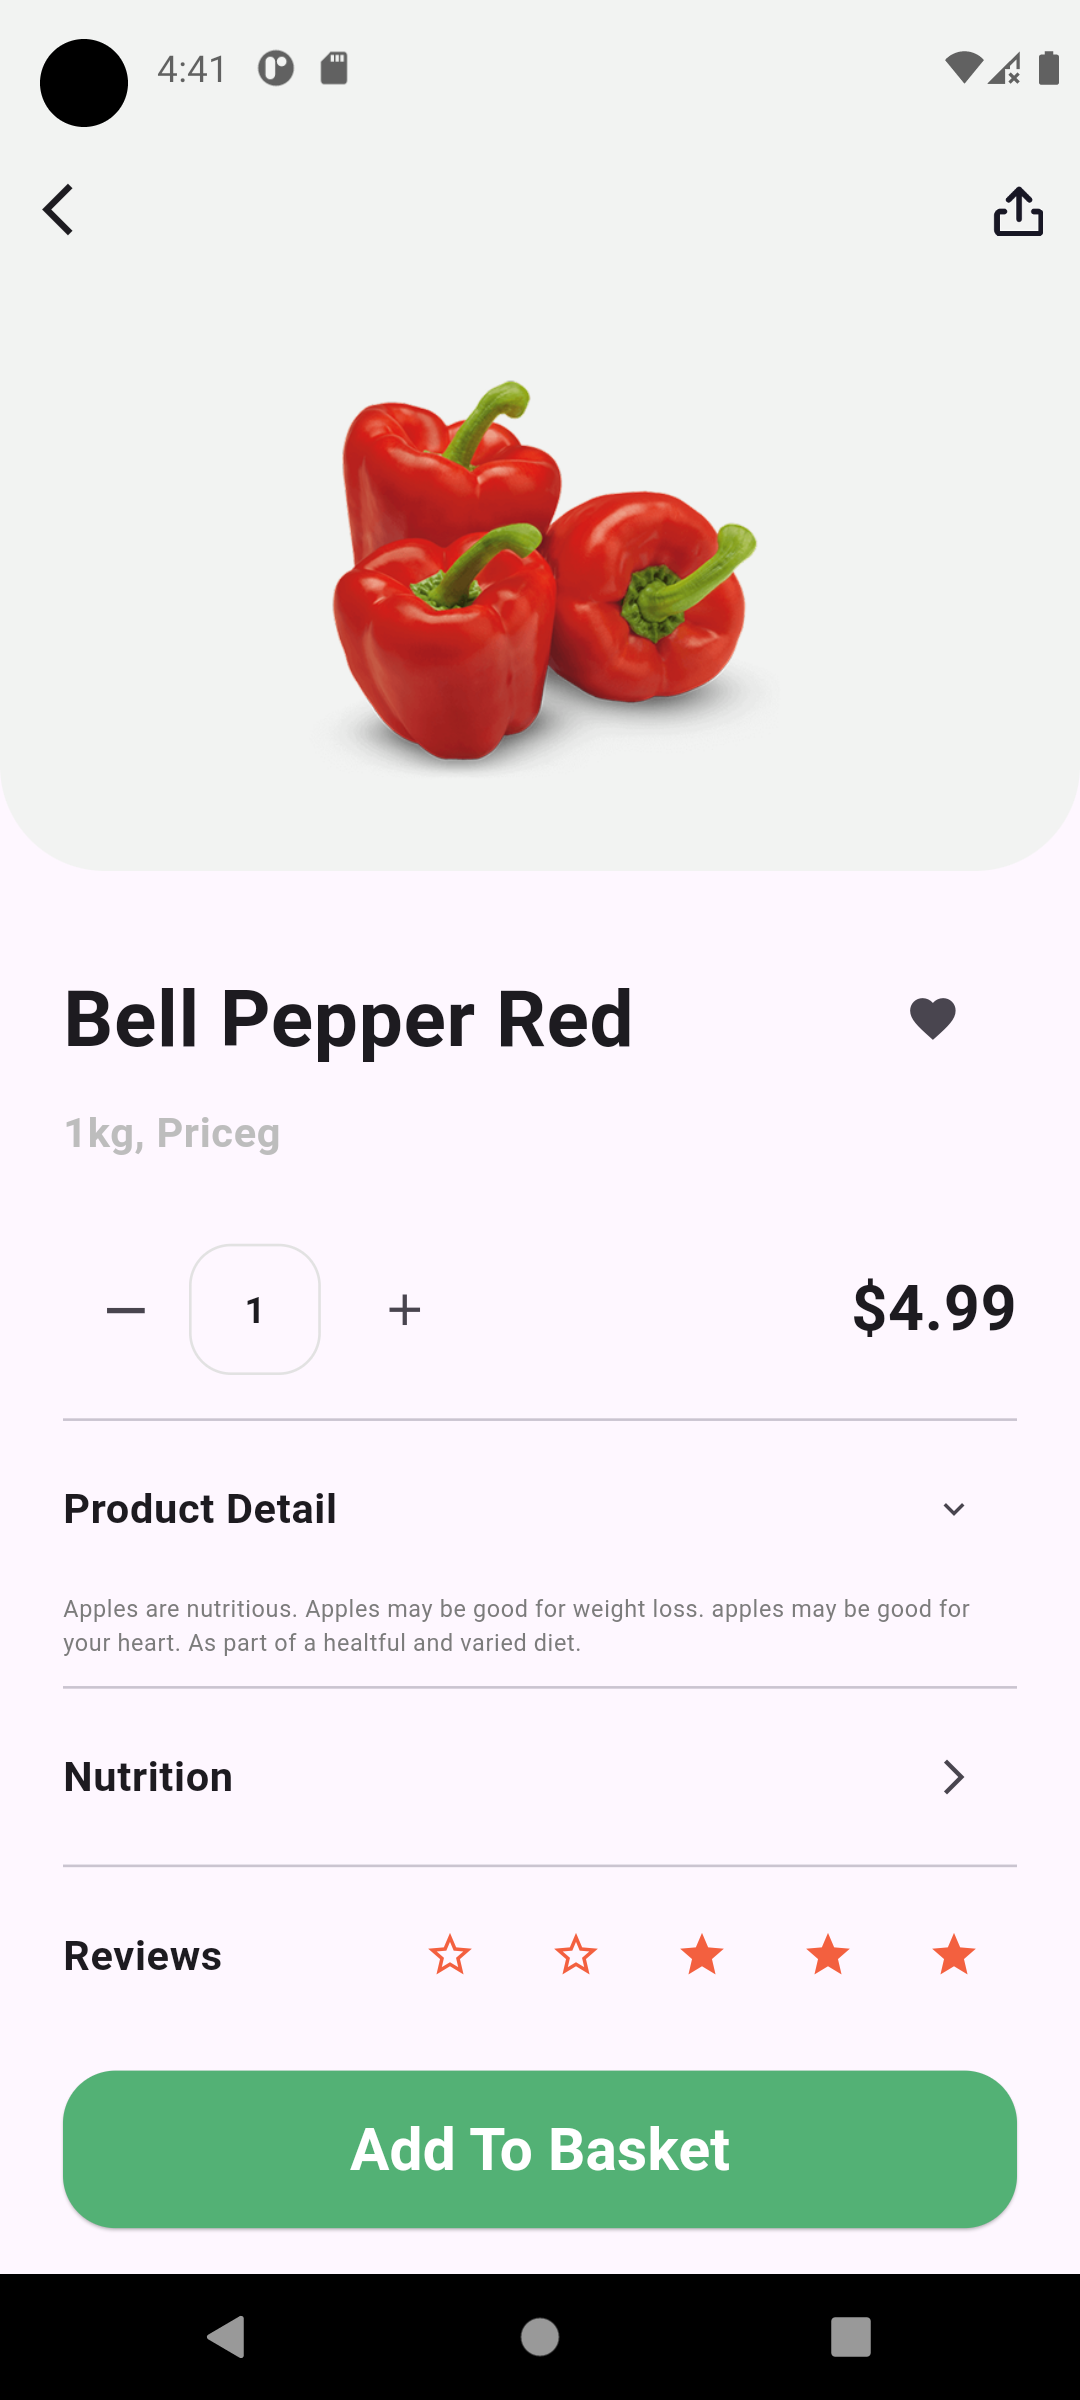 4:41
Bell Pepper Red
1kg, Priceg
1
$4.99
Product Detail
Apples are nutritious. Apples may be good for weight loss. apples may be good for
your heart. As part of a healtful and varied diet.
Nutrition
Reviews
Add To Basket